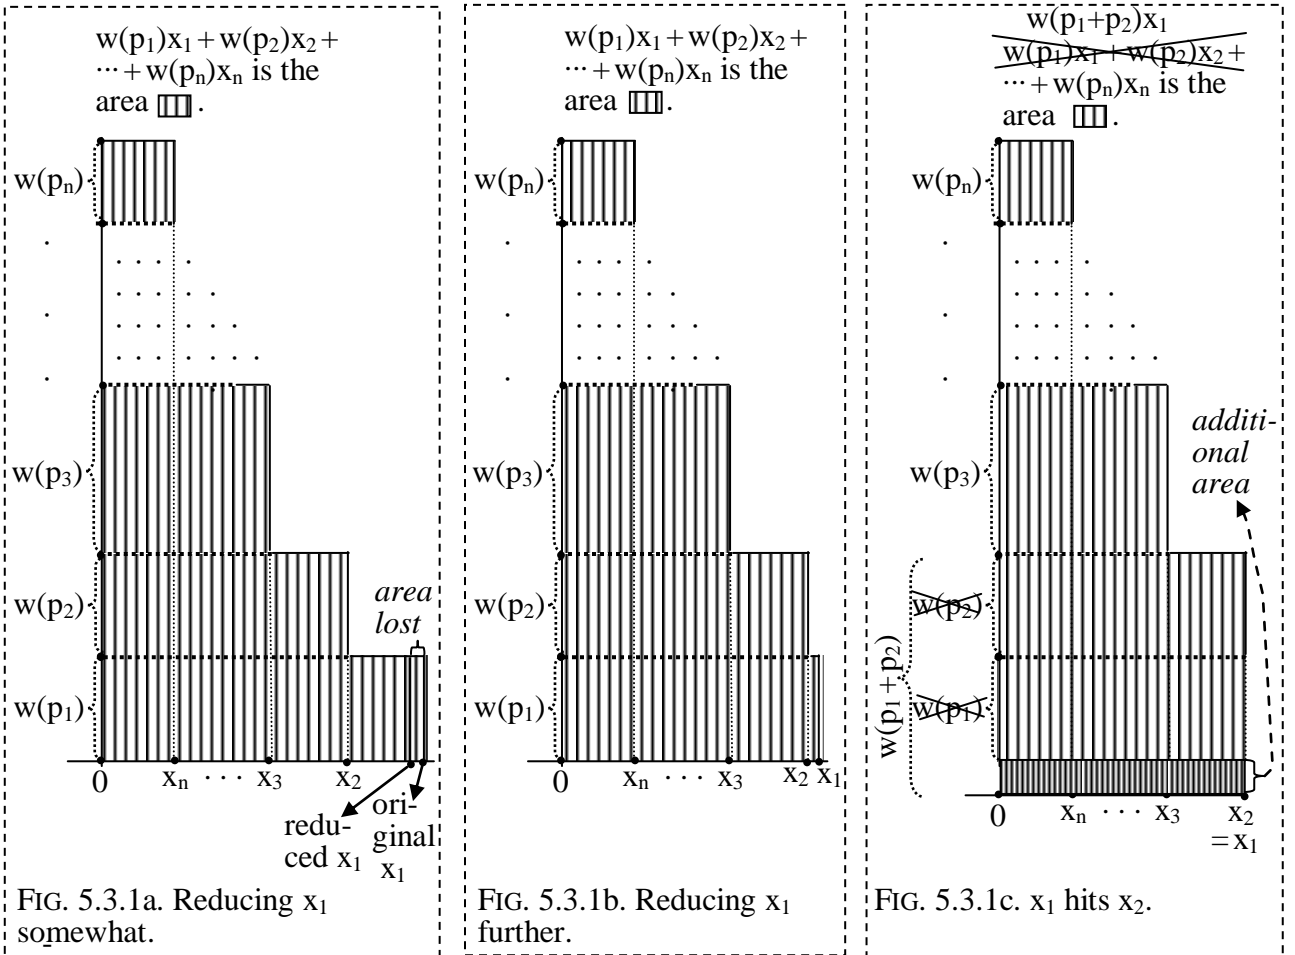 w(p₁)x₁ + w(p₂)x₂ +
··· + w(pₙ)xₙ is the
area .
w(pₙ)
w(p₃)
w(p₂)
w(p₁)
area
lost
0 xₙ · · · x₃ x₂
redu-
ced x₁
ori-
ginal
x₁
FIG. 5.3.1a. Reducing x₁
somewhat.
w(p₁)x₁ + w(p₂)x₂ +
··· + w(pₙ)xₙ is the
area .
w(pₙ)
w(p₃)
w(p₂)
w(p₁)
0 xₙ · · · x₃ x₂ x₁
FIG. 5.3.1b. Reducing x₁
further.
w(p₁+p₂)x₁
w(p₁)x₁ + w(p₂)x₂ +
··· + w(pₙ)xₙ is the
area .
w(pₙ)
w(p₃)
additi-
onal
area
w(p₂)
w(p₁)
w(p₁+p₂)
0 xₙ · · · x₃ x₂
= x₁
FIG. 5.3.1c. x₁ hits x₂.